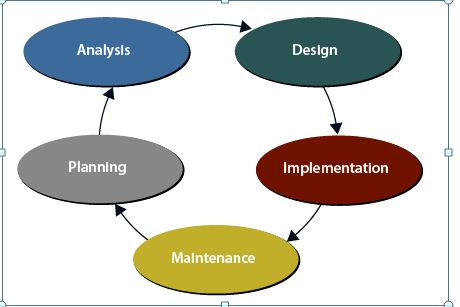 Analysis
Design
Planning
Implementation
Maintenance